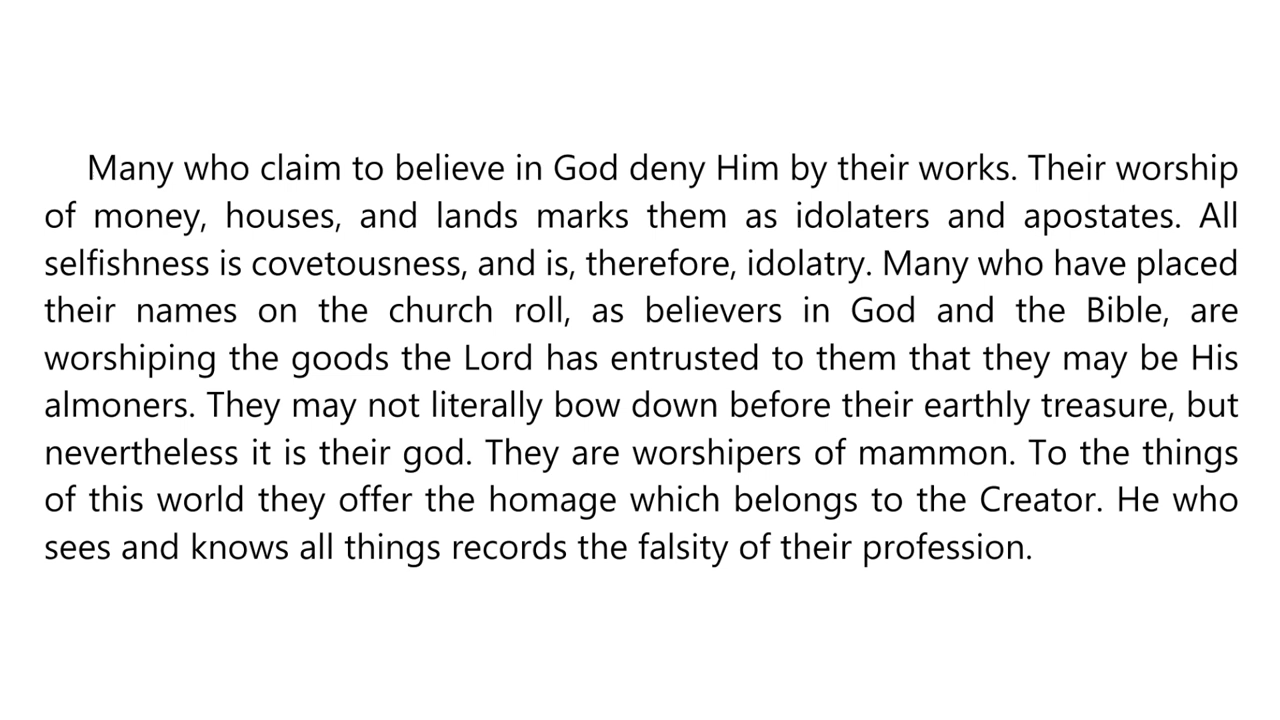 Many who claim to believe in God deny Him by their works. Their worship
of money, houses, and lands marks them as idolaters and apostates. All
selfishness is covetousness, and is, therefore, idolatry. Many who have placed
their names on the church roll, as believers in God and the Bible, are
worshiping the goods the Lord has entrusted to them that they may be His
almoners. They may not literally bow down before their earthly treasure, but
nevertheless it is their god. They are worshipers of mammon. To the things
of this world they offer the homage which belongs to the Creator. He who
sees and knows all things records the falsity of their profession.